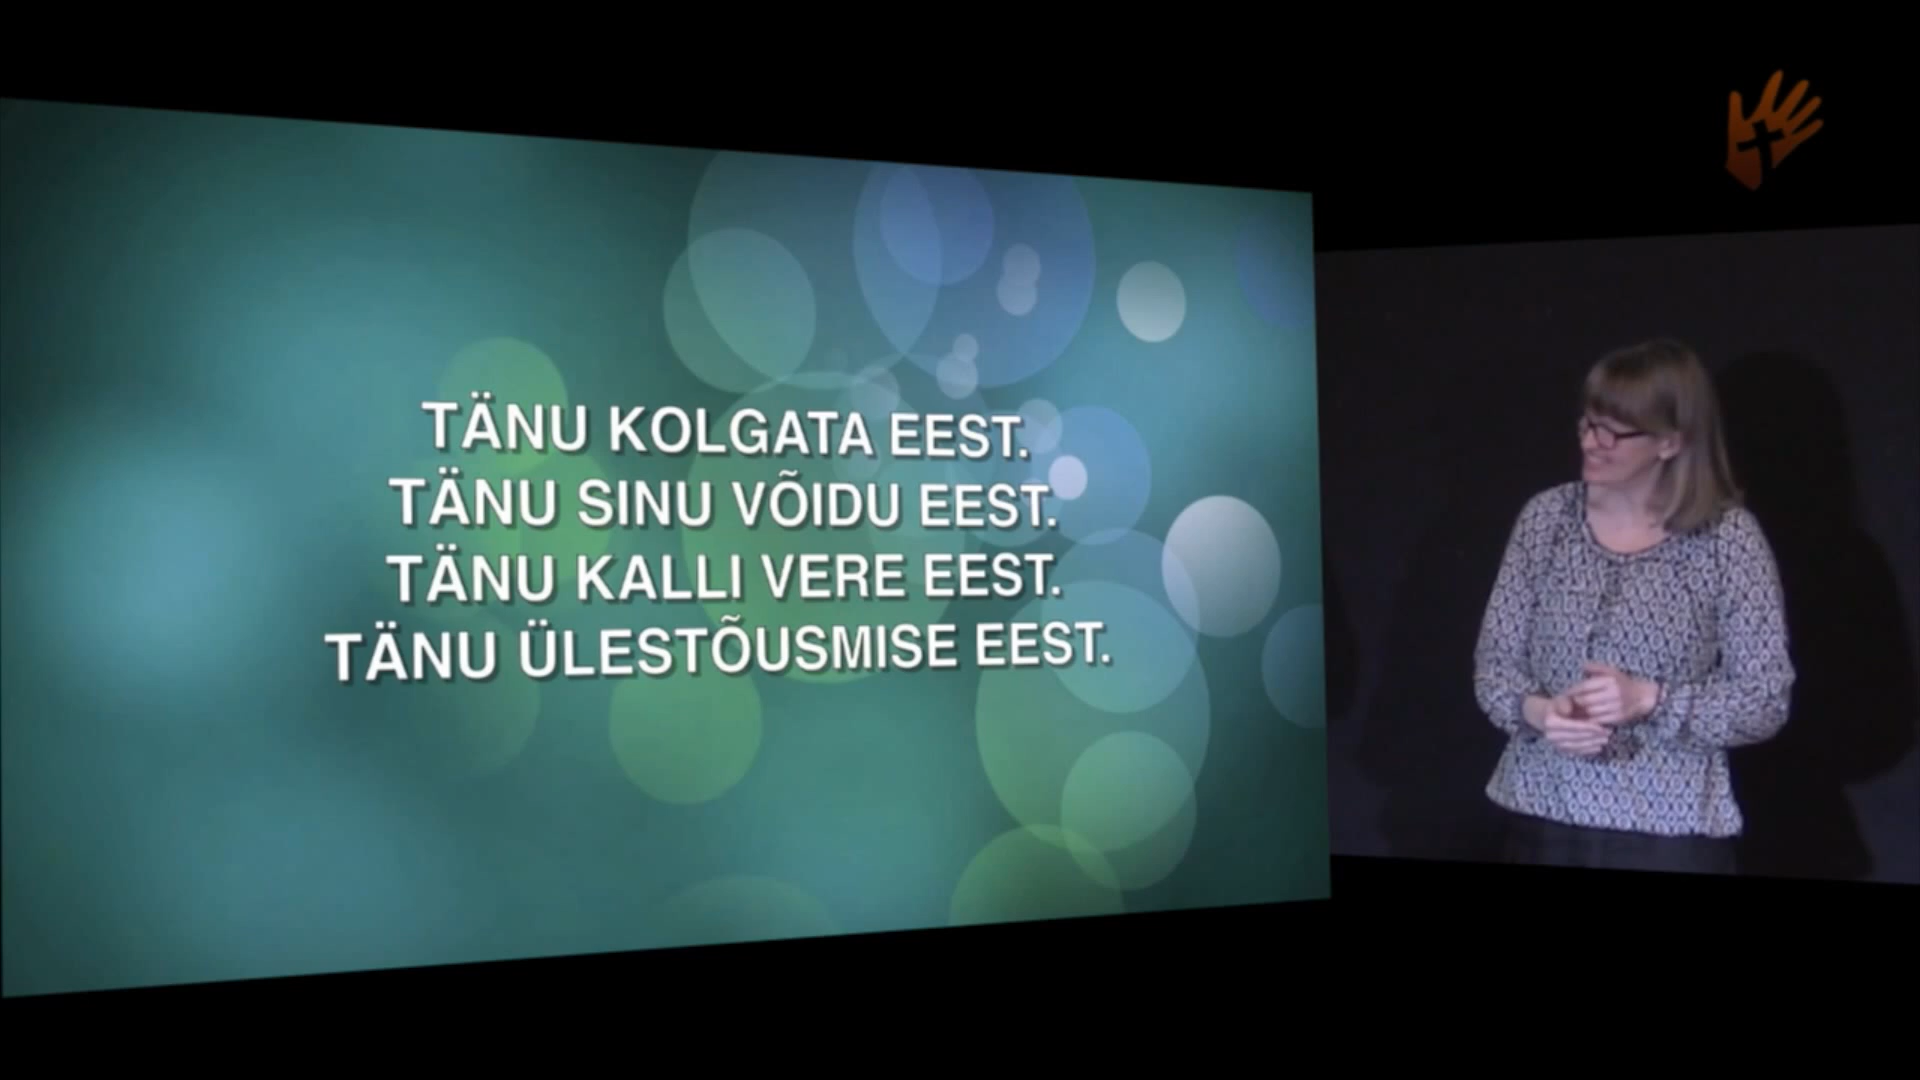 TÄNU KOLGATA EEST.
TÄNU SINU VÕIDU EEST.
TÄNU KALLI VERE EEST.
TÄNU ÜLESTÕUSMISE EEST.